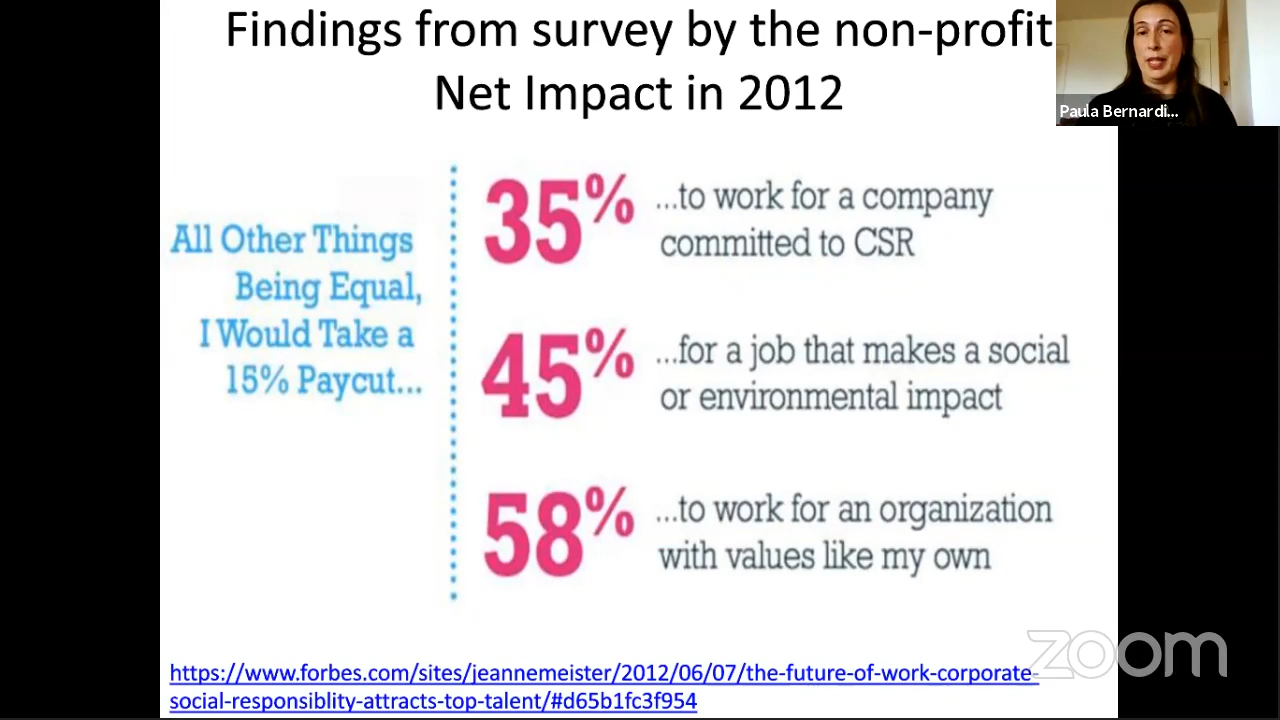 Findings from survey by the non-profit
Net Impact in 2012
Paula Bernardi...
All Other Things
Being Equal,
I Would Take a
15% Paycut...
35% ...to work for a company
committed to CSR
45% ...for a job that makes a social
or environmental impact
58% ...to work for an organization
with values like my own
https://www.forbes.com/sites/jeannemeister/2012/06/07/the-future-of-work-corporate-
social-responsiblity-attracts-top-talent/#d65b1fc3f954
zoom